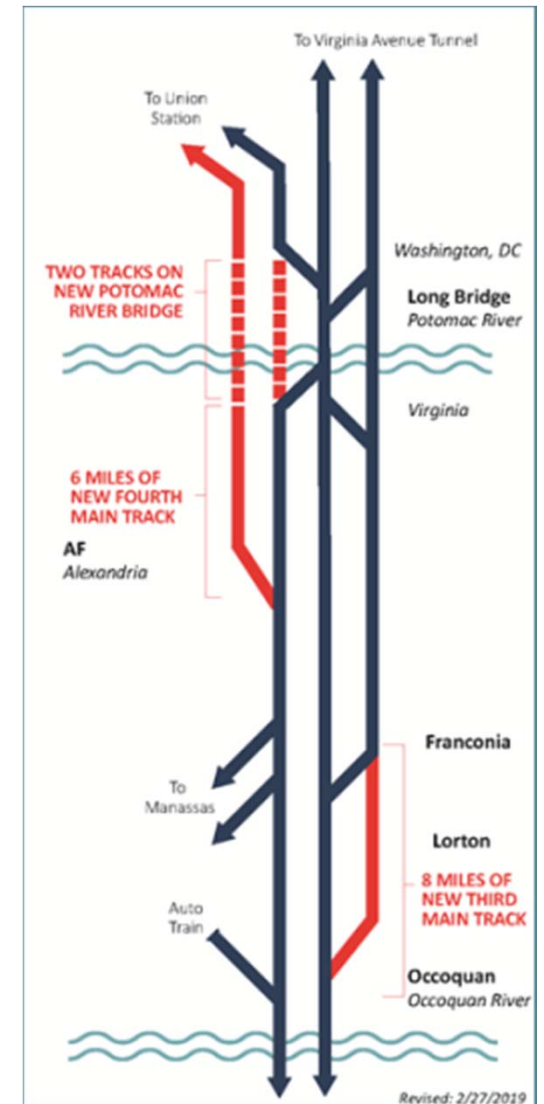 To Virginia Avenue Tunnel
To Union
Station
Washington, DC
TWO TRACKS ON
NEW POTOMAC
RIVER BRIDGE
Long Bridge
Potomac River
Virginia
6 MILES OF
NEW FOURTH
MAIN TRACK
AF
Alexandria
Franconia
To
Manassas
Lorton
8 MILES OF
NEW THIRD
MAIN TRACK
Auto
Train
Occoquan
Occoquan River
Revised: 2/27/2019